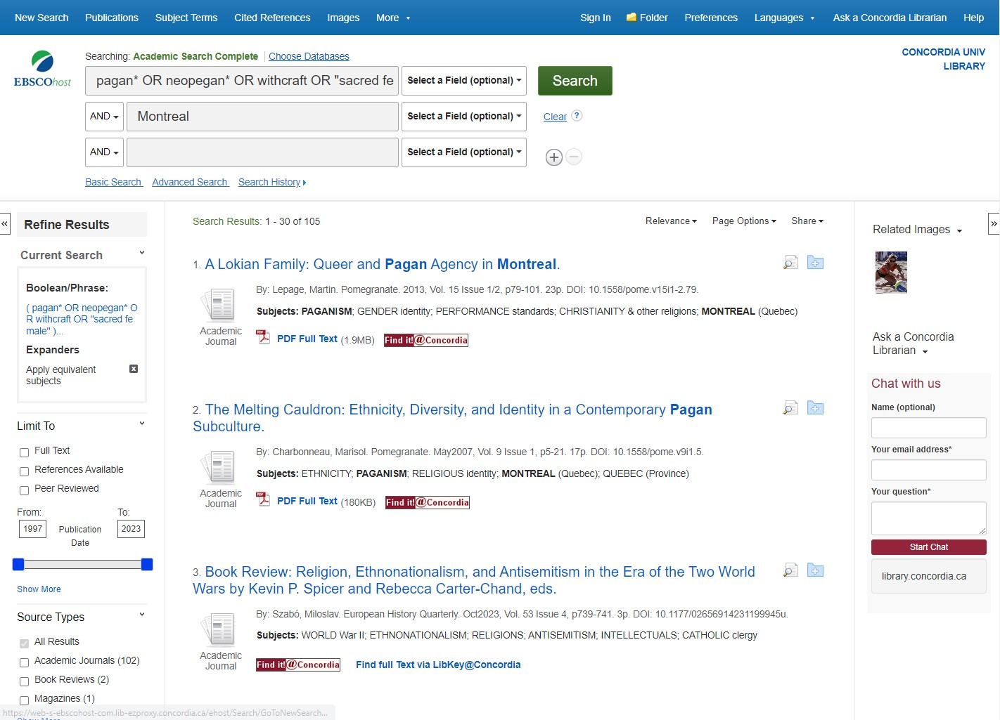 New Search Publications Subject Terms Cited References Images More Sign In Folder Preferences Languages Ask a Concordia Librarian Help
EBSCOhost
Searching: Academic Search Complete Choose Databases
CONCORDIA UNIV
LIBRARY
pagan* OR neopegan* OR withcraft OR "sacred fe Select a Field (optional) Search
AND Montreal Select a Field (optional) Clear ?
AND Select a Field (optional)
Basic Search Advanced Search Search History
« Refine Results
Current Search
Boolean/Phrase:
( pagan* OR neopegan* O
R withcraft OR "sacred fe
male" )...
Expanders
Apply equivalent
subjects
Limit To
Full Text
References Available
Peer Reviewed
From: To:
1997 Publication 2023
Date
Show More
Source Types
All Results
Academic Journals (102)
Book Reviews (2)
Magazines (1)
https://web-s-ebscohost-com.lib-ezproxy.concordia.ca/ehost/Search/GoToNewSearch...
Show More
Search Results: 1 - 30 of 105 Relevance Page Options Share
1. A Lokian Family: Queer and Pagan Agency in Montreal.
By: Lepage, Martin. Pomegranate. 2013, Vol. 15 Issue 1/2, p79-101. 23p. DOI: 10.1558/pome.v15i1-2.79.
Subjects: PAGANISM; GENDER identity; PERFORMANCE standards; CHRISTIANITY & other religions; MONTREAL (Quebec)
Academic
Journal
PDF Full Text (1.9MB) Find it!@Concordia
2. The Melting Cauldron: Ethnicity, Diversity, and Identity in a Contemporary Pagan
Subculture.
By: Charbonneau, Marisol. Pomegranate. May2007, Vol. 9 Issue 1, p5-21. 17p. DOI: 10.1558/pome.v9i1.5.
Subjects: ETHNICITY; PAGANISM; RELIGIOUS identity; MONTREAL (Quebec); QUEBEC (Province)
Academic
Journal
PDF Full Text (180KB) Find it!@Concordia
3. Book Review: Religion, Ethnonationalism, and Antisemitism in the Era of the Two World
Wars by Kevin P. Spicer and Rebecca Carter-Chand, eds.
By: Szabó, Miloslav. European History Quarterly. Oct2023, Vol. 53 Issue 4, p739-741. 3p. DOI: 10.1177/02656914231199945u.
Subjects: WORLD War II; ETHNONATIONALISM; RELIGIONS; ANTISEMITISM; INTELLECTUALS; CATHOLIC clergy
Academic
Journal
Find it!@Concordia Find full Text via LibKey@Concordia
»
Related Images
Ask a Concordia
Librarian
Chat with us
Name (optional)
Your email address*
Your question*
Start Chat
library.concordia.ca